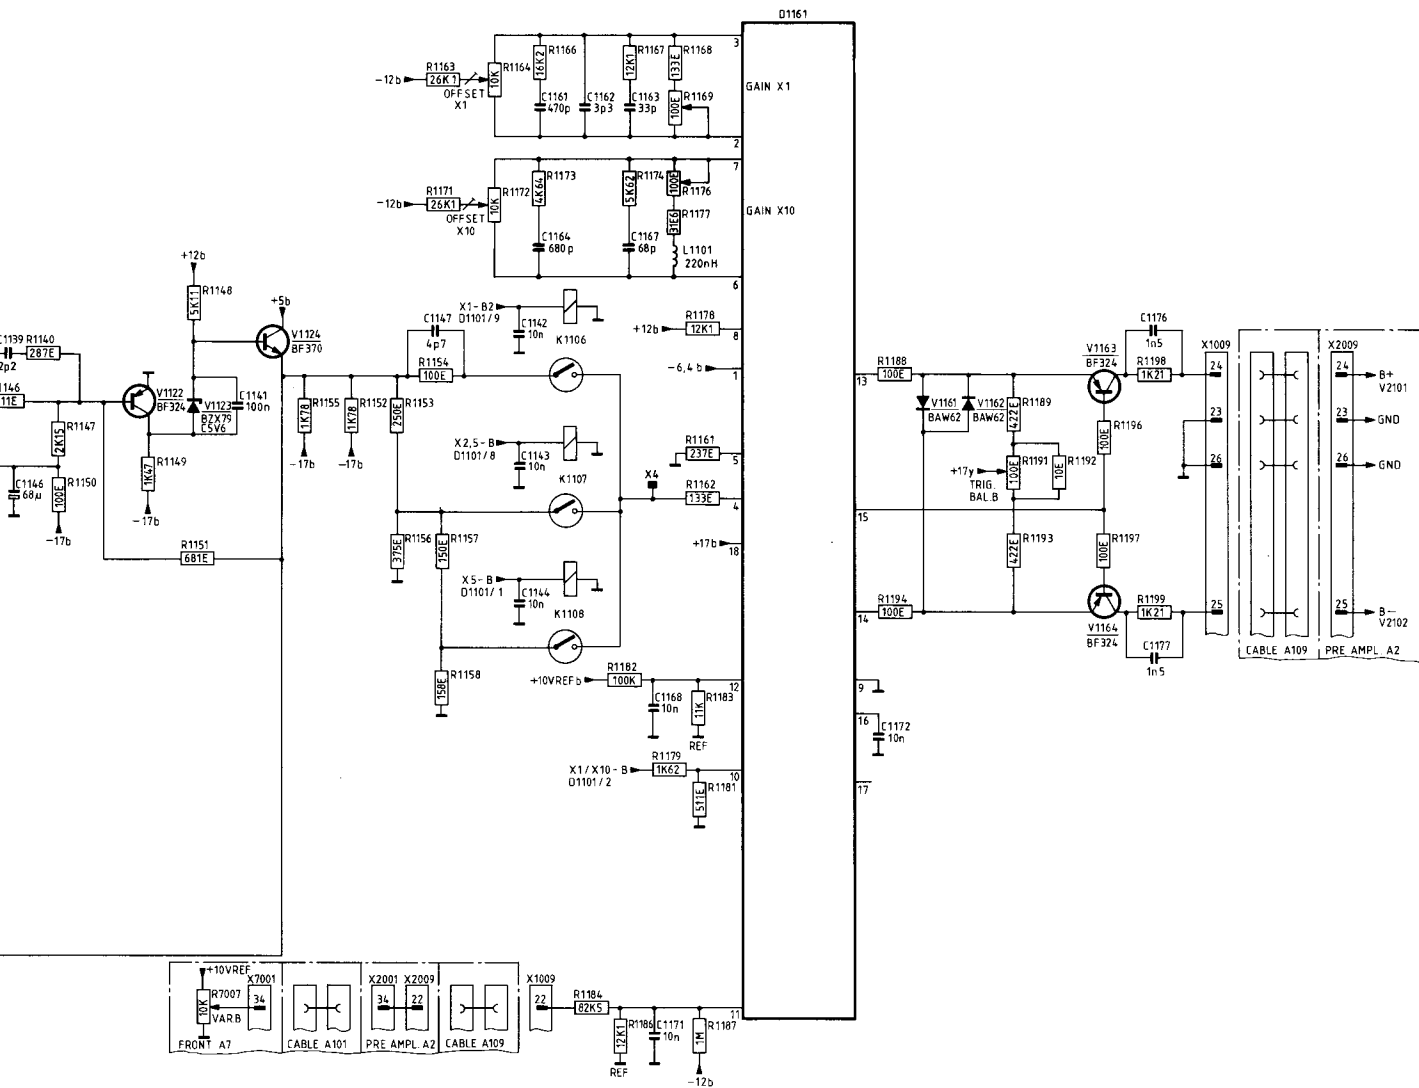 D1161
3
R1166
16K2
R1167
12K1
R1168
133E
R1163
26K1
-12b
R1164
10K
OFFSET
X1
C1161
470p
C1162
3p3
C1163
33p
R1169
100E
GAIN X1
2
7
R1171
26K1
-12b
R1172
10K
OFFSET
X10
R1173
4K64
R1174
5K62
100E
R1176
R1177
31E6
GAIN X10
C1164
680p
C1167
68p
L1101
220nH
6
+12b
R1148
5K11
+5b
V1124
BF370
C1139
2p2
R1140
287E
1146
11E
V1122
BF324
V1123
BZX79
C5V6
C1141
100n
R1147
2K15
R1149
1K47
C1146
68µ
R1150
100E
-17b
-17b
R1151
681E
X1-B2
D1101/9
C1142
10n
K1106
C1147
4p7
R1154
100E
R1155
1K78
R1152
1K78
R1153
250E
-17b
-17b
X2,5-B
D1101/8
C1143
10n
K1107
R1156
375E
R1157
150E
X5-B
D1101/1
C1144
10n
K1108
R1158
158E
+12b
R1178
12K1
8
-6,4b
1
R1161
237E
5
X4
R1162
133E
4
+17b
18
+10VREFb
R1182
100K
12
C1168
10n
R1183
11K
REF
X1/X10-B
D1101/2
R1179
1K62
10
R1181
511E
13
R1188
100E
V1161
BAW62
V1162
BAW62
R1189
422E
+17y
TRIG.
BAL.B
R1191
100E
R1192
10E
15
R1193
422E
14
R1194
100E
9
16
C1172
10n
17
V1163
BF324
C1176
1n5
R1198
1K21
R1196
100E
R1197
100E
V1164
BF324
R1199
1K21
C1177
1n5
X1009
24
23
26
25
X2009
24
23
26
25
B+
V2101
GND
GND
B-
V2102
CABLE A109
PRE AMPL. A2
+10VREF
R7007
10K
VAR.B
X7001
34
X2001
34
X2009
22
X1009
22
FRONT A7
CABLE A101
PRE AMPL. A2
CABLE A109
R1184
82K5
11
R1186
12K1
REF
C1171
10n
R1187
1M
-12b